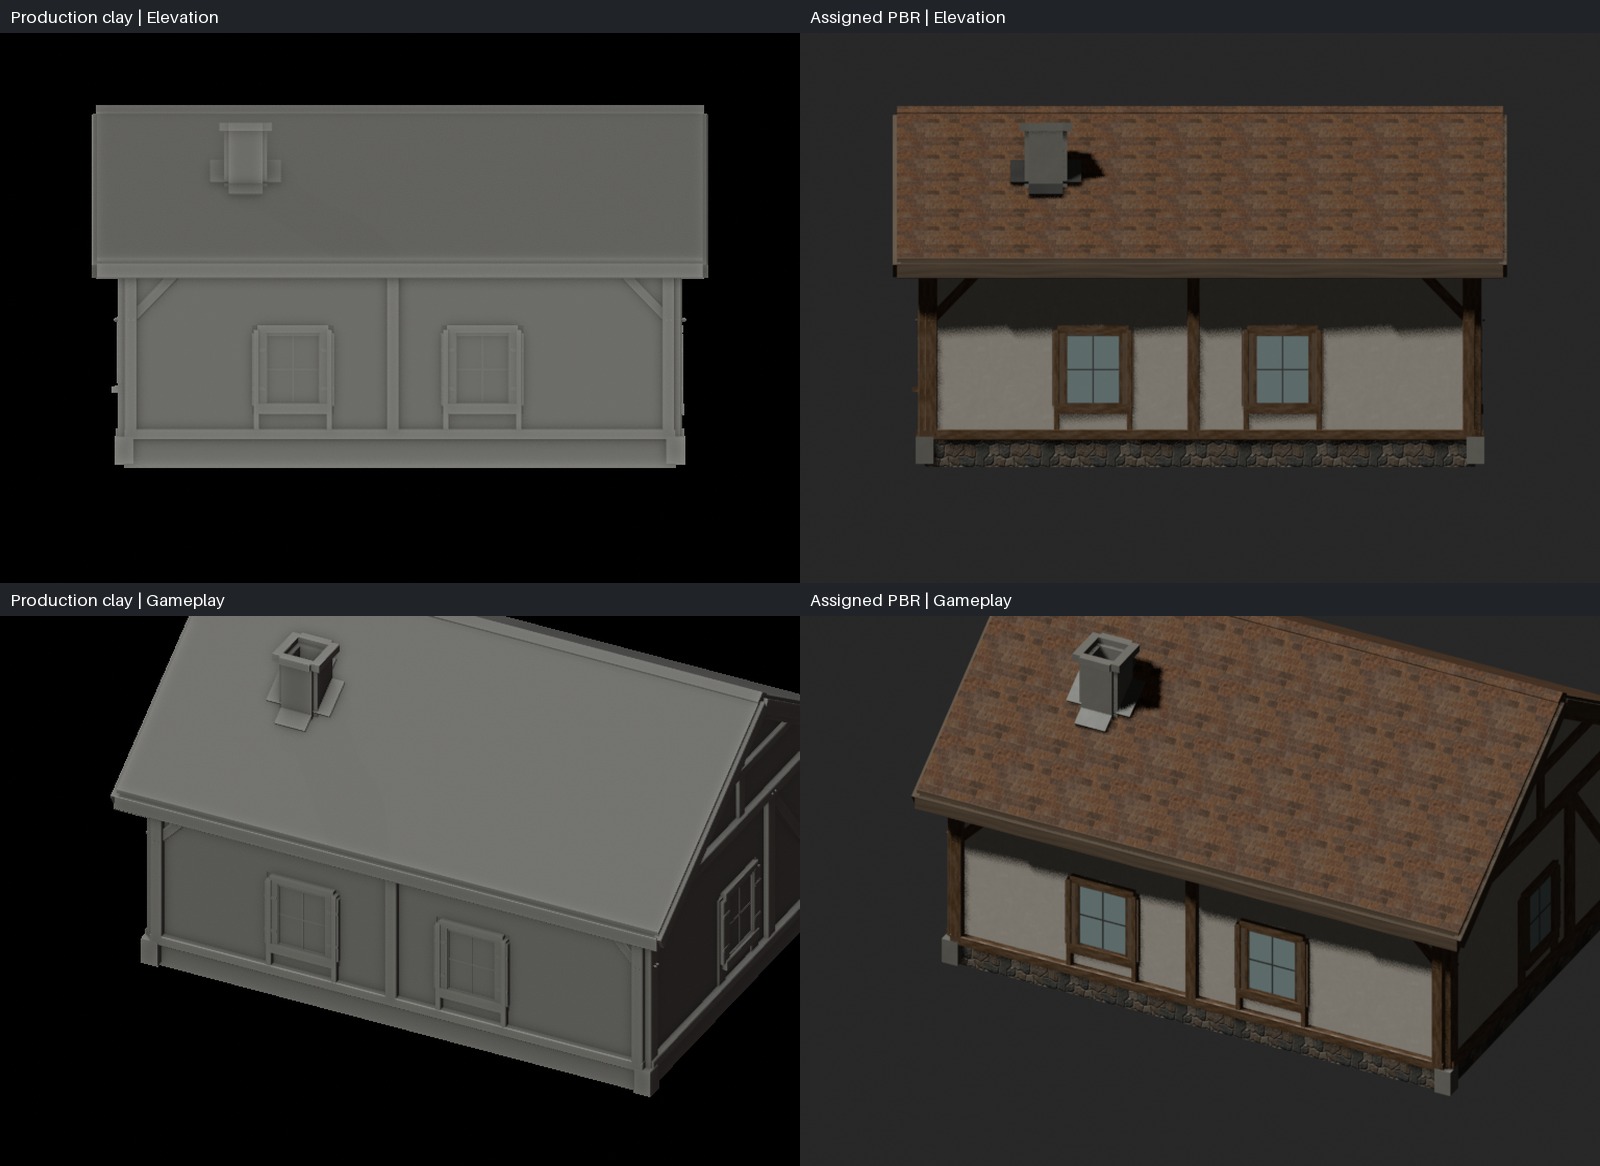 Production clay | Elevation
Assigned PBR | Elevation
Production clay | Gameplay
Assigned PBR | Gameplay